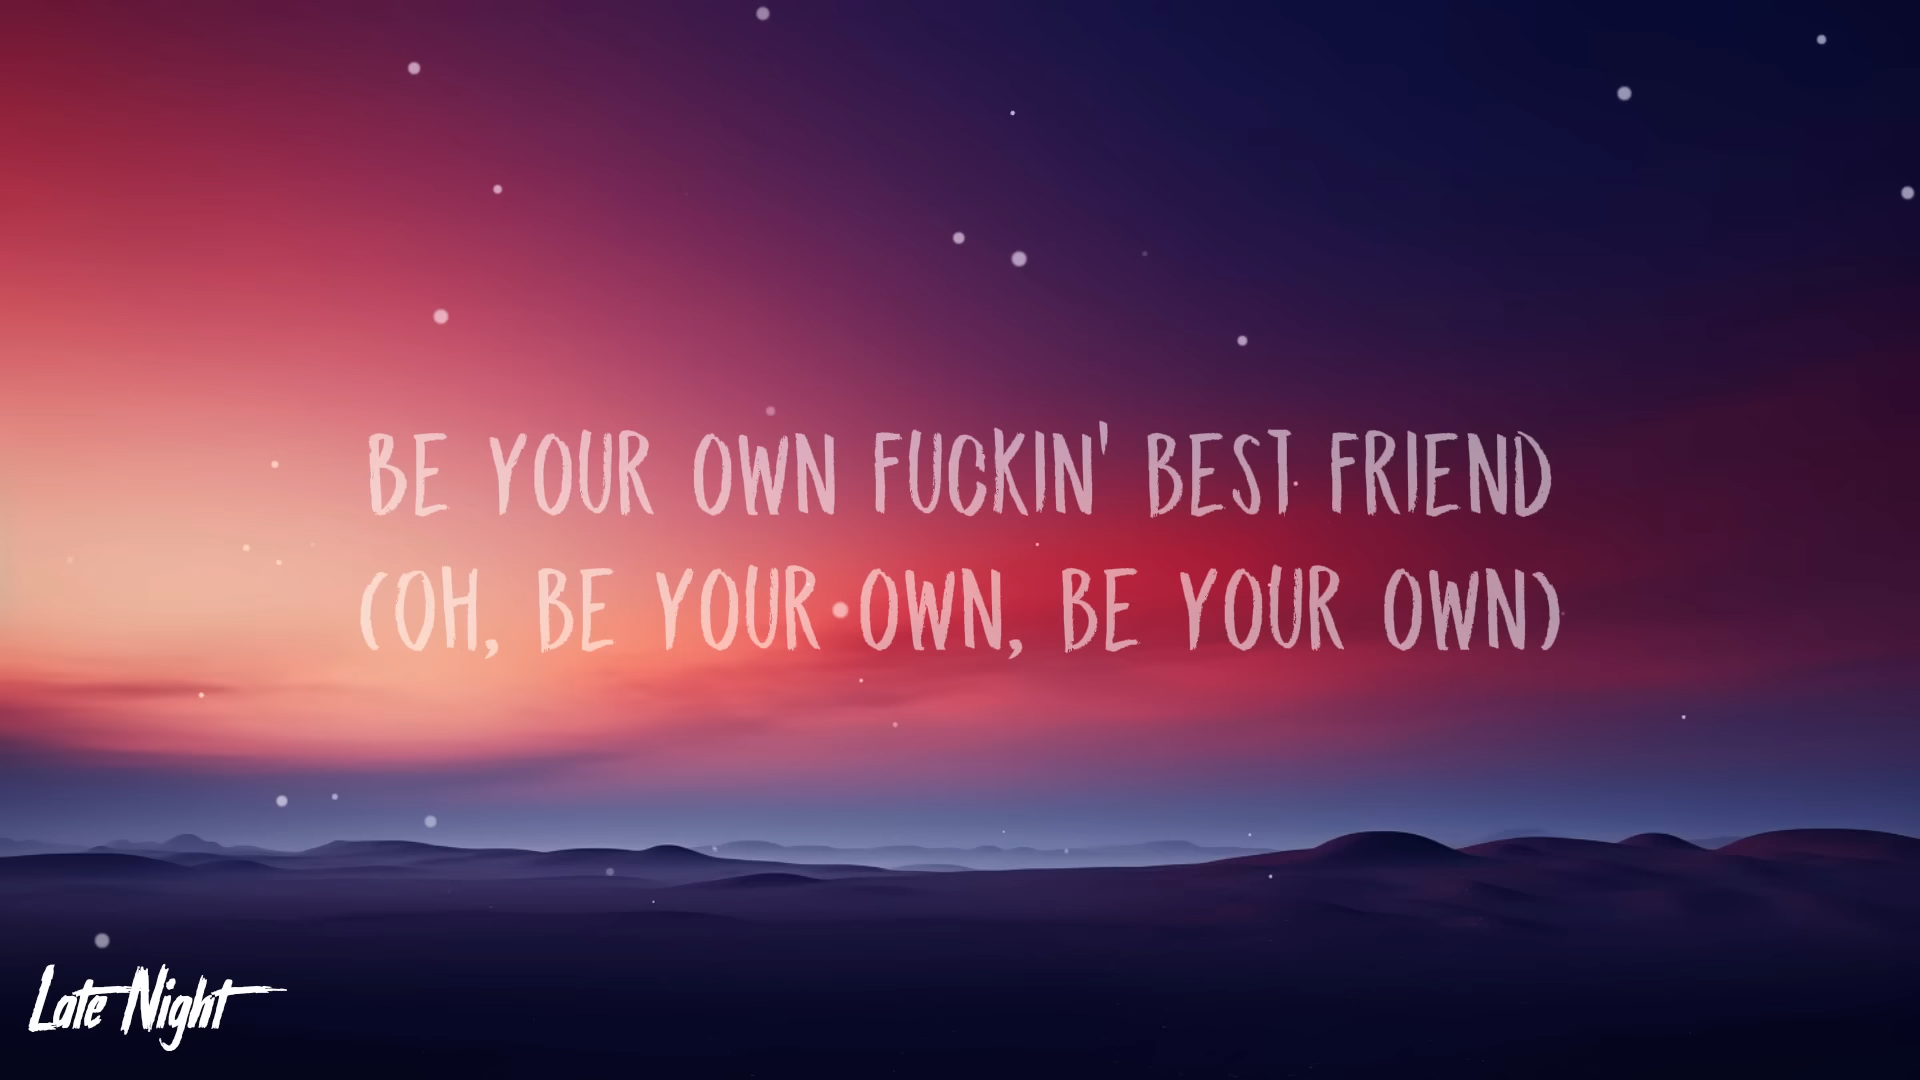 BE YOUR OWN FUCKIN' BEST FRIEND
(OH, BE YOUR OWN, BE YOUR OWN)
Late Night